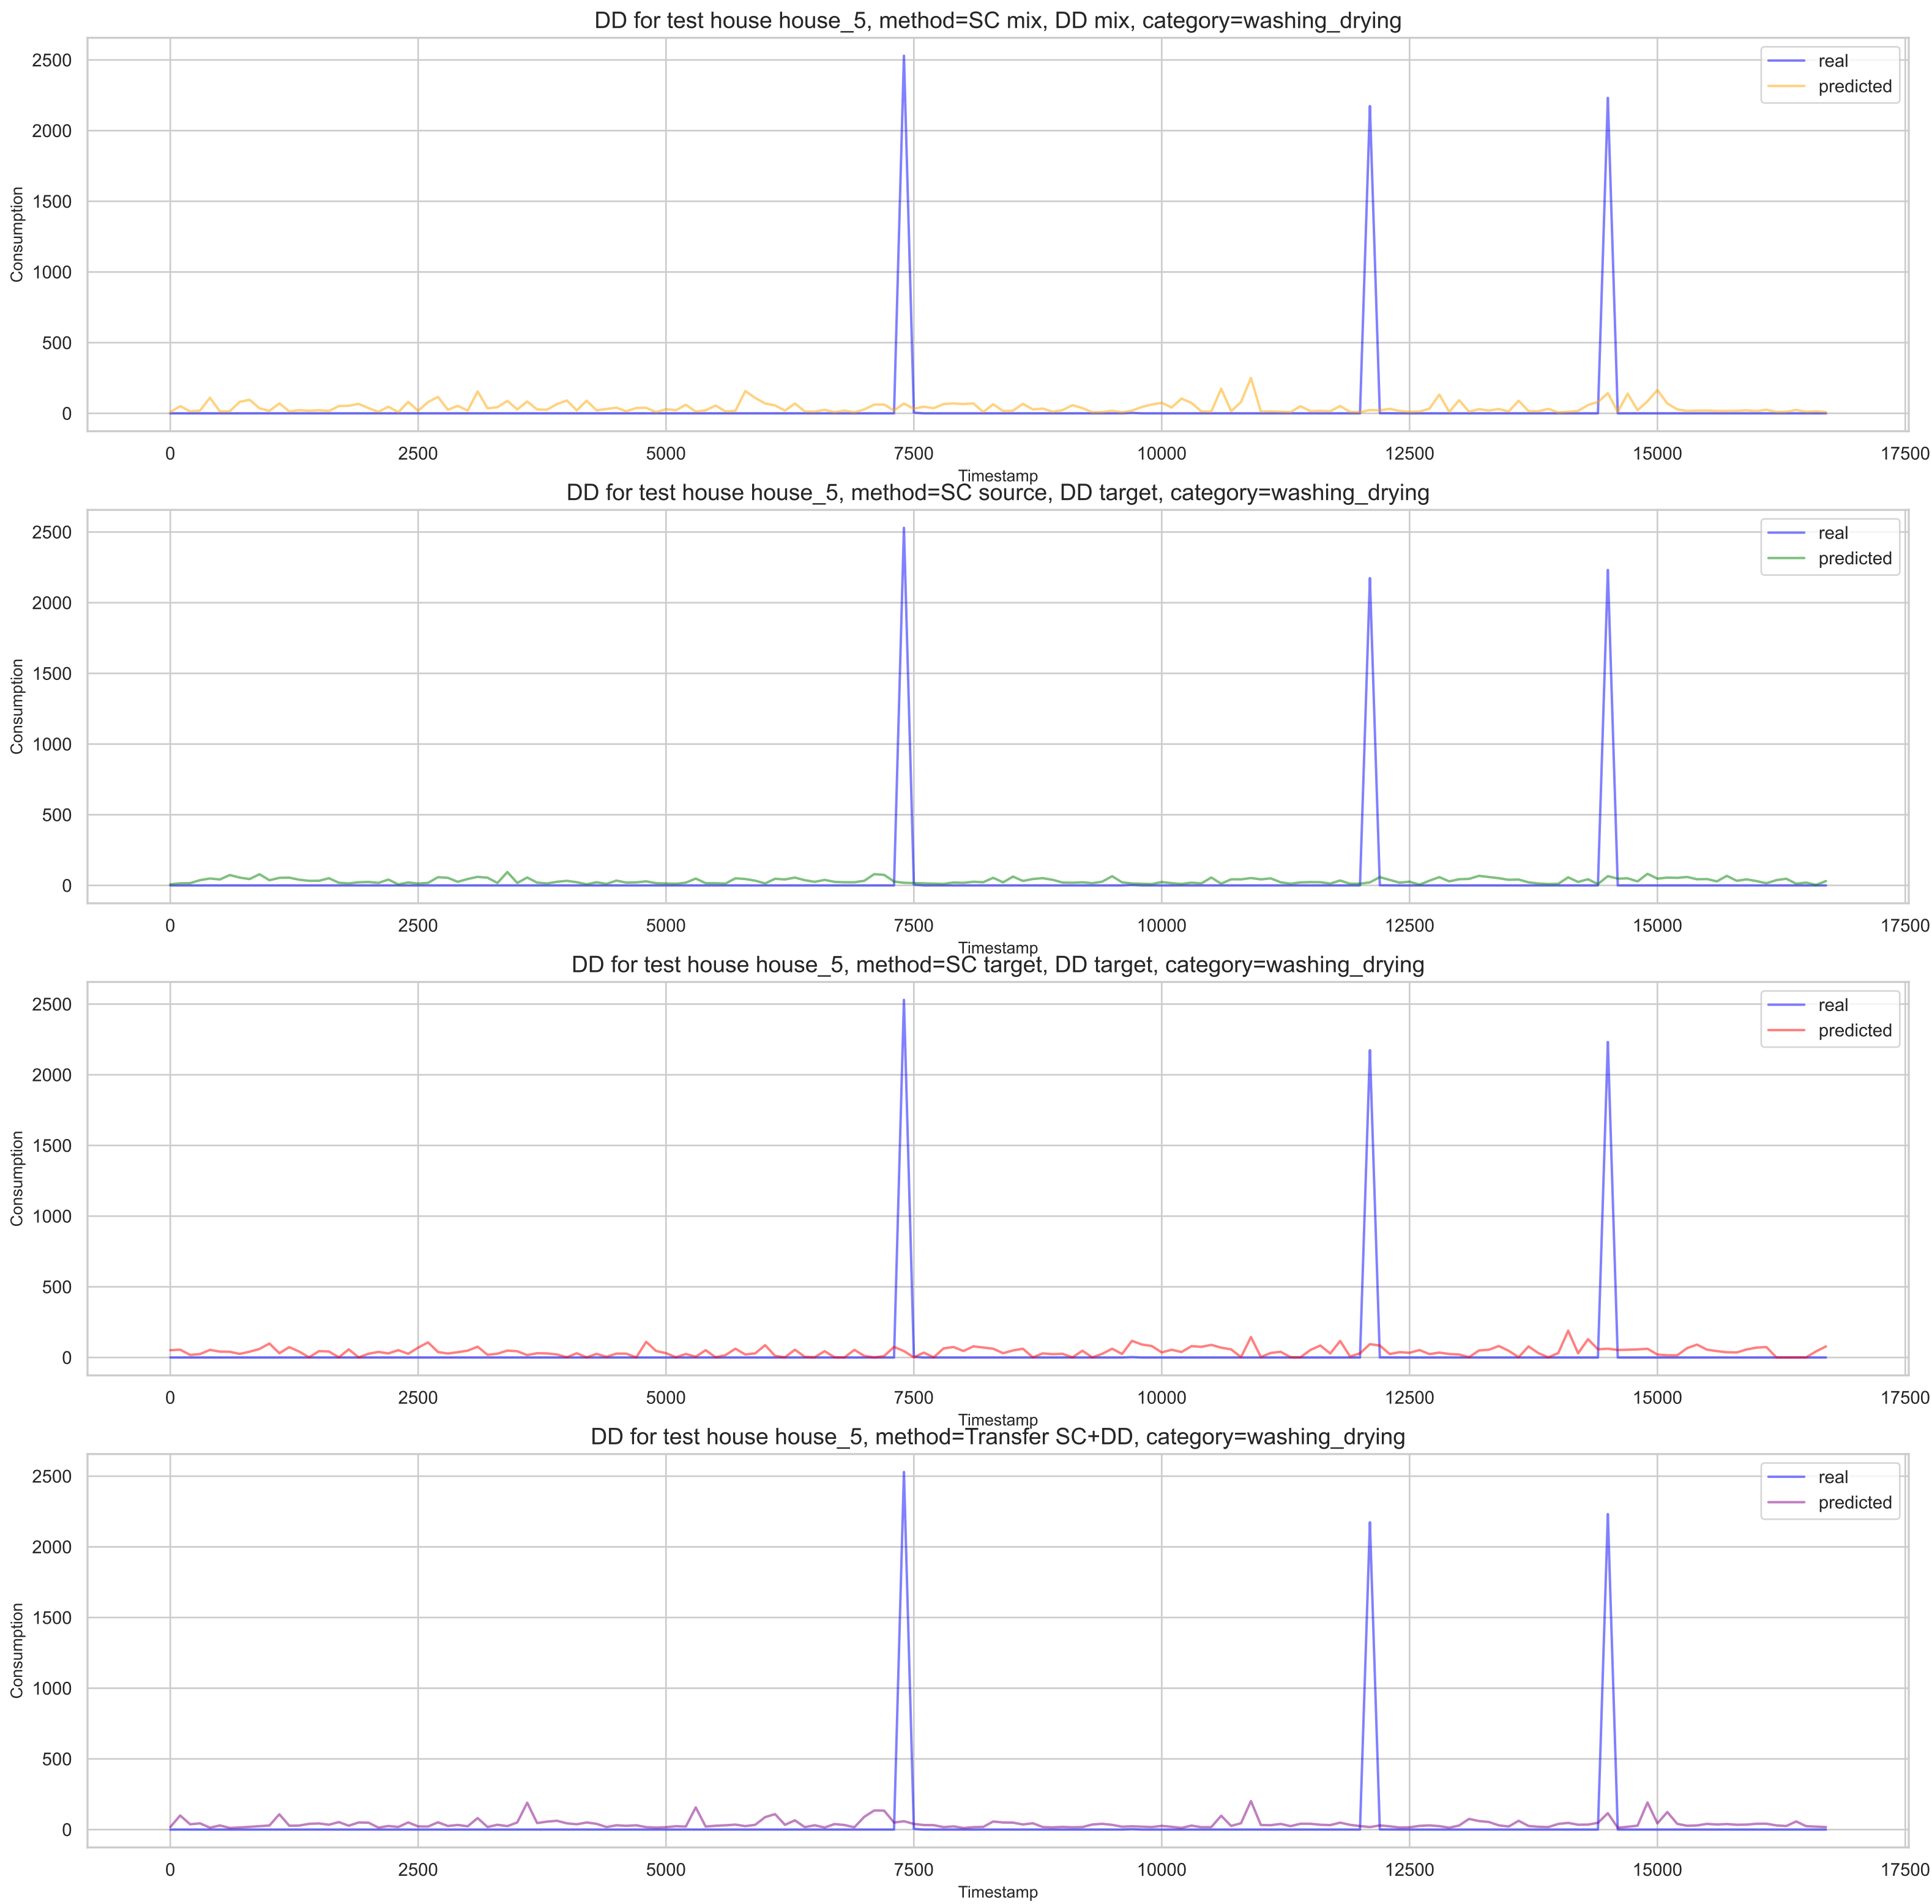 DD for test house house_5, method=SC mix, DD mix, category=washing_drying
2500
2000
1500
1000
500
0
Consumption
real
predicted
0 2500 5000 7500 10000 12500 15000 17500
Timestamp
DD for test house house_5, method=SC source, DD target, category=washing_drying
2500
2000
1500
1000
500
0
Consumption
real
predicted
0 2500 5000 7500 10000 12500 15000 17500
Timestamp
DD for test house house_5, method=SC target, DD target, category=washing_drying
2500
2000
1500
1000
500
0
Consumption
real
predicted
0 2500 5000 7500 10000 12500 15000 17500
Timestamp
DD for test house house_5, method=Transfer SC+DD, category=washing_drying
2500
2000
1500
1000
500
0
Consumption
real
predicted
0 2500 5000 7500 10000 12500 15000 17500
Timestamp